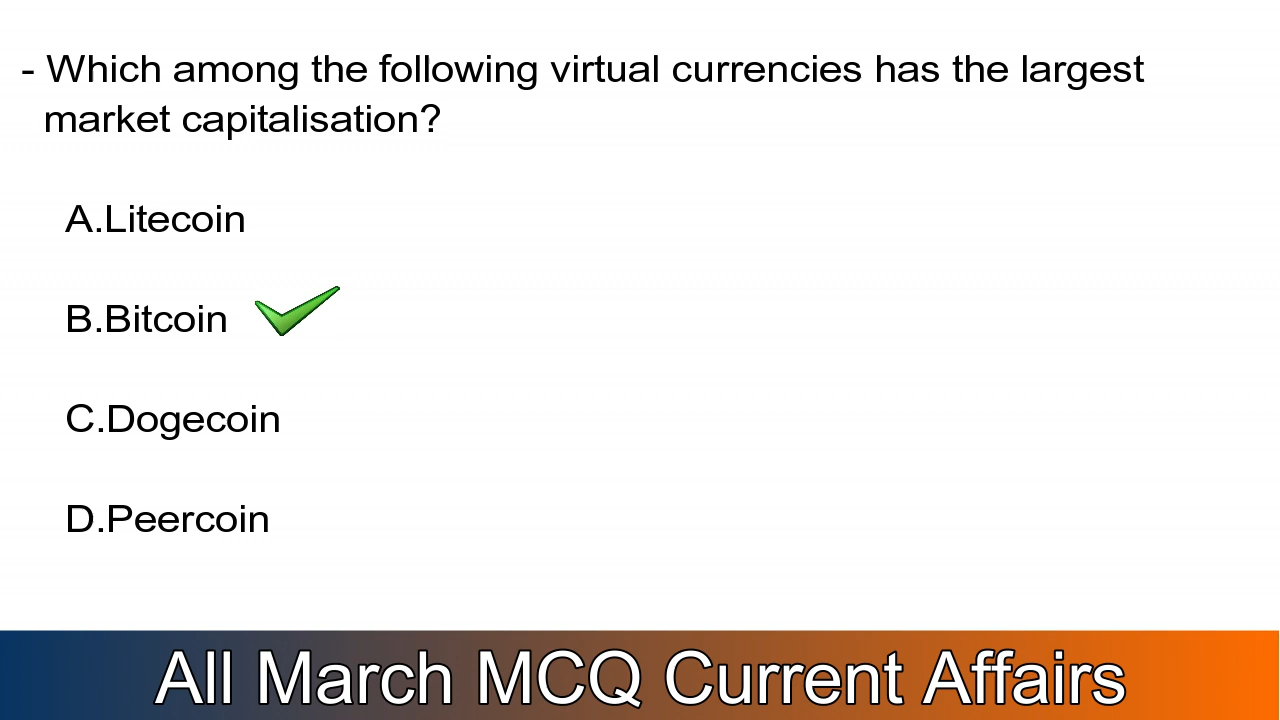 - Which among the following virtual currencies has the largest
market capitalisation?
A.Litecoin
B.Bitcoin
C.Dogecoin
D.Peercoin
All March MCQ Current Affairs